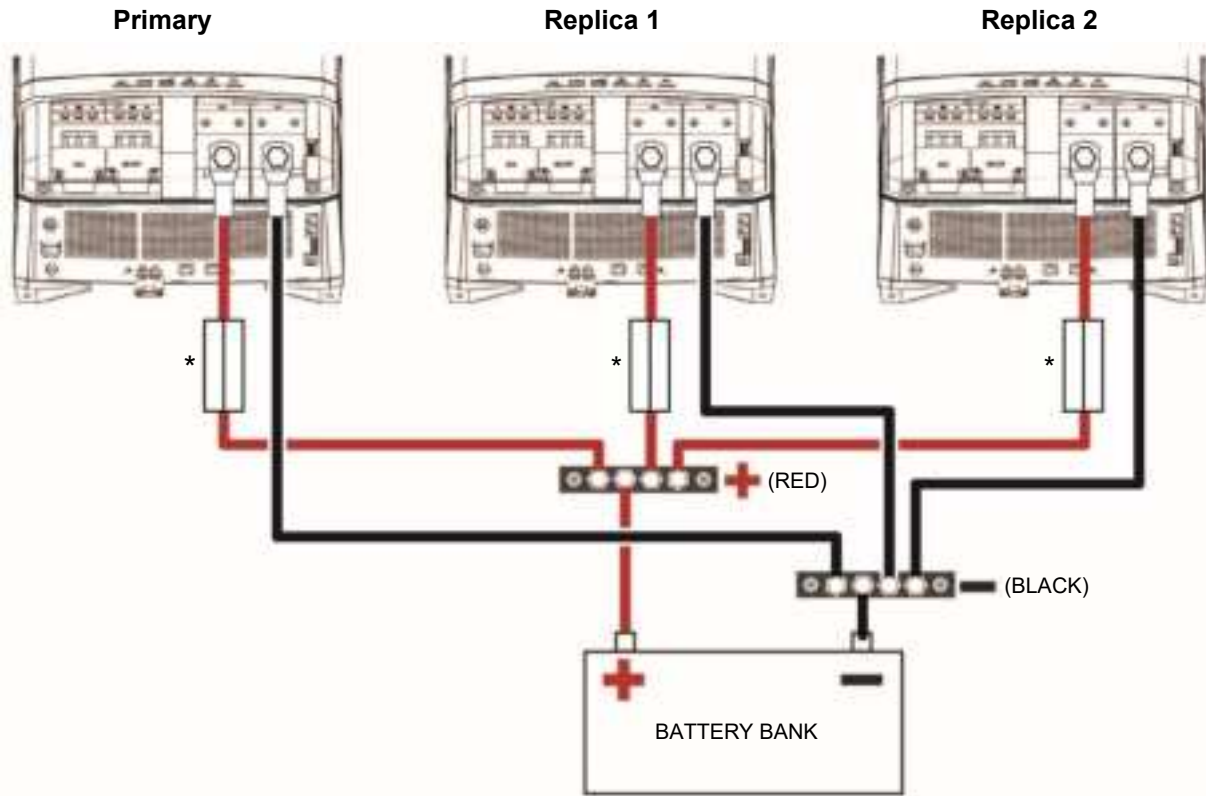 Primary
Replica 1
Replica 2
*
*
*
(RED)
(BLACK)
BATTERY BANK